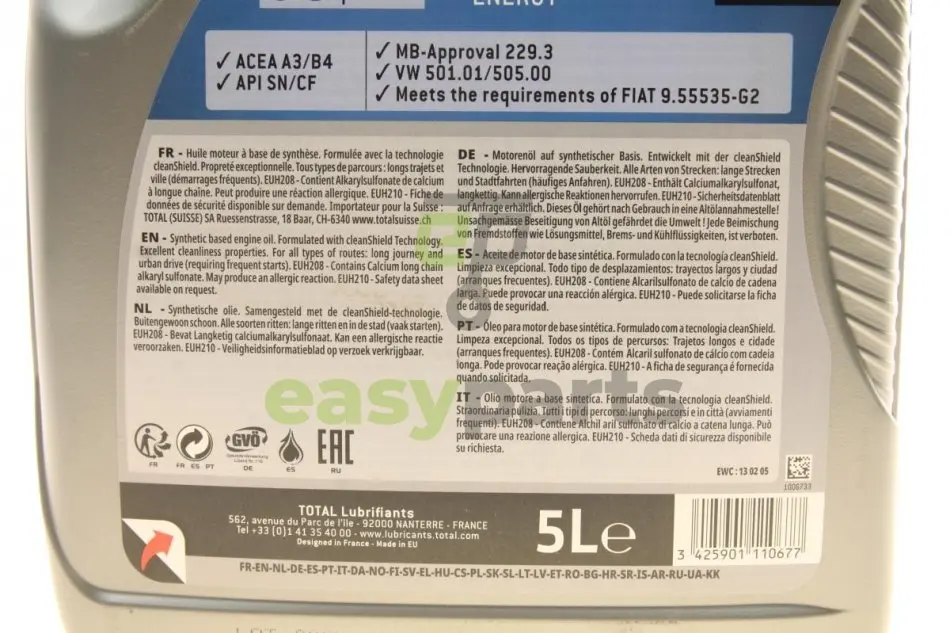 ENERGY
✓ ACEA A3/B4
✓ API SN/CF
✓ MB-Approval 229.3
✓ VW 501.01/505.00
✓ Meets the requirements of FIAT 9.55535-G2
FR - Huile moteur à base de synthèse. Formulée avec la technologie
cleanShield. Propreté exceptionnelle. Tous types de parcours : longs trajets et
ville (démarrages fréquents). EUH208 - Contient Alkarylsulfonate de calcium
à longue chaîne. Peut produire une réaction allergique. EUH210 - Fiche de
données de sécurité disponible sur demande. Importateur pour la Suisse :
TOTAL (SUISSE) SA Ruessenstrasse, 18 Baar, CH-6340 www.totalsuisse.ch
EN - Synthetic based engine oil. Formulated with cleanShield Technology.
Excellent cleanliness properties. For all types of routes: long journey and
urban drive (requiring frequent starts). EUH208 - Contains Calcium long chain
alkaryl sulfonate. May produce an allergic reaction. EUH210 - Safety data sheet
available on request.
NL - Synthetische olie. Samengesteld met de cleanShield-technologie.
Buitengewoon schoon. Alle soorten ritten: lange ritten en in de stad (vaak starten).
EUH208 - Bevat Langketig calciumalkarylsulfonaat. Kan een allergische reactie
veroorzaken. EUH210 - Veiligheidsinformatieblad op verzoek verkrijgbaar.
DE - Motorenöl auf synthetischer Basis. Entwickelt mit der cleanShield
Technologie. Hervorragende Sauberkeit. Alle Arten von Strecken: lange Strecken
und Stadtfahrten (häufiges Anfahren). EUH208 - Enthält Calciumalkarylsulfonat,
langkettig. Kann allergische Reaktionen hervorrufen. EUH210 - Sicherheitsdatenblatt
auf Anfrage erhältlich. Dieses Öl gehört nach Gebrauch in eine Altölannahmestelle!
Unsachgemässe Beseitigung von Altöl gefährdet die Umwelt ! Jede Beimischung
von Fremdstoffen wie Lösungsmittel, Brems- und Kühlflüssigkeiten, ist verboten.
ES - Aceite de motor de base sintética. Formulado con la tecnología cleanShield.
Limpieza excepcional. Todo tipo de desplazamientos: trayectos largos y ciudad
(arranques frecuentes). EUH208 - Contiene Alcarilsulfonato de calcio de cadena
larga. Puede provocar una reacción alérgica. EUH210 - Puede solicitarse la ficha
de datos de seguridad.
PT - Óleo para motor de base sintética. Formulado com a tecnologia cleanShield.
Limpeza excepcional. Todos os tipos de percursos: Trajetos longos e cidade
(arranques frequentes). EUH208 - Contém Alcaril sulfonato de cálcio com cadeia
longa. Pode provocar reação alérgica. EUH210 - A ficha de segurança é fornecida
quando solicitada.
IT - Olio motore a base sintetica. Formulato con la tecnologia cleanShield.
Straordinaria pulizia. Tutti i tipi di percorso: lunghi percorsi e in città (avviamenti
frequenti). EUH208 - Contiene Alchil aril sulfonato di calcio a catena lunga. Può
provocare una reazione allergica. EUH210 - Scheda dati di sicurezza disponibile
su richiesta.
easyparts
GVÖ
EAC
FR
FR ES PT
DE
ES
RU
EWC : 13 02 05
1006733
TOTAL Lubrifiants
562, avenue du Parc de l'île - 92000 NANTERRE - FRANCE
Tel +33 (0)1 41 35 40 00 - www.lubricants.total.com
Designed in France - Made in EU
5L e
3 425901 110677
FR-EN-NL-DE-ES-PT-IT-DA-NO-FI-SV-EL-HU-CS-PL-SK-SL-LT-LV-ET-RO-BG-HR-SR-IS-AR-RU-UA-KK